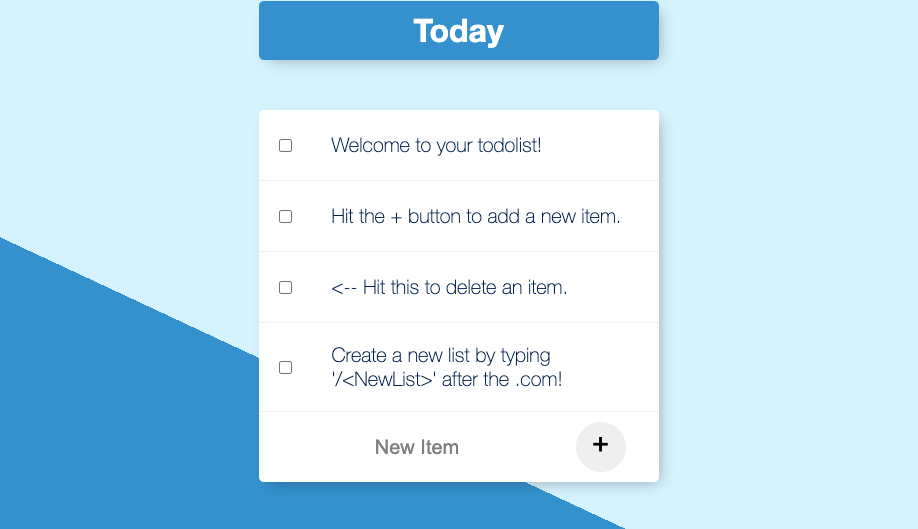 Today
Welcome to your todolist!
Hit the + button to add a new item.
<-- Hit this to delete an item.
Create a new list by typing
'/<NewList>' after the .com!
New Item
+